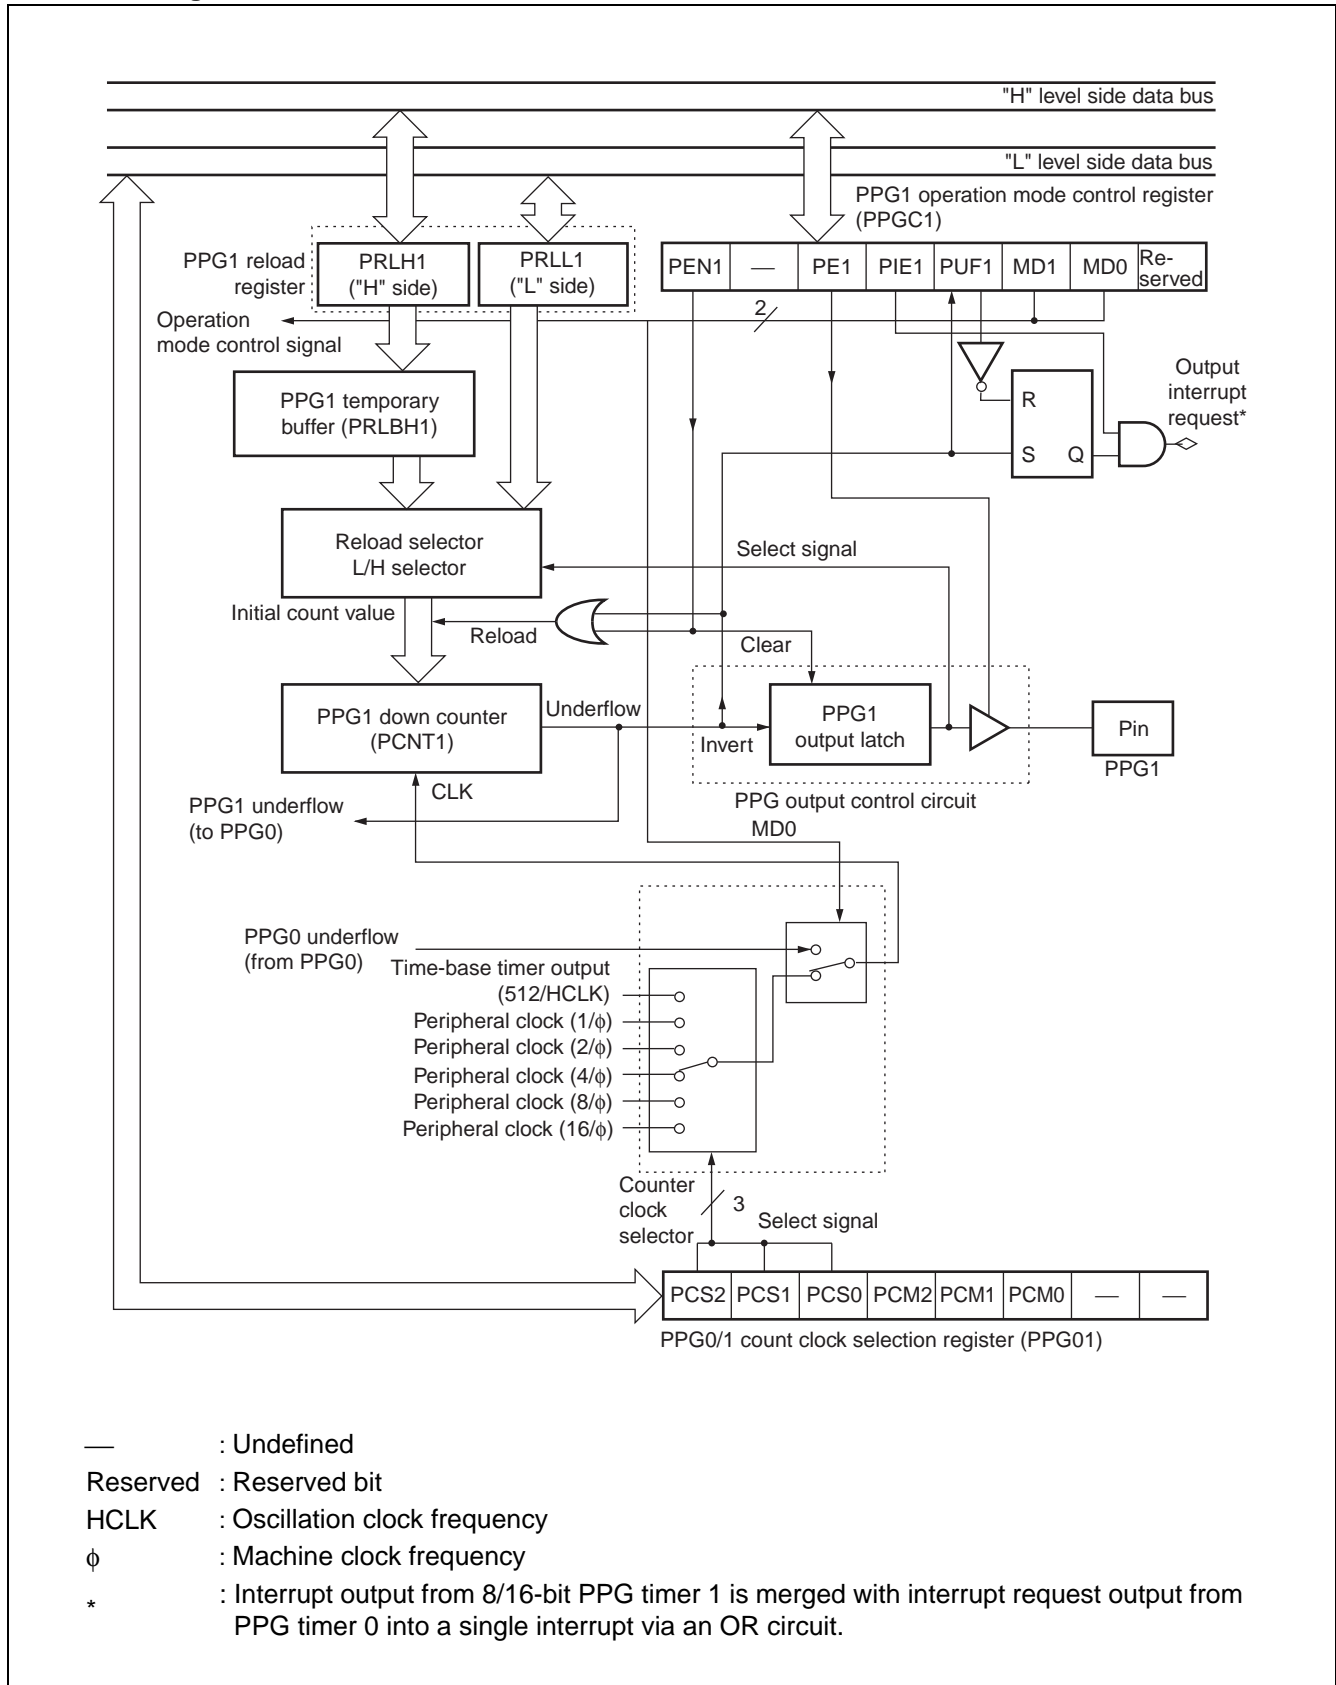 "H" level side data bus
"L" level side data bus
PPG1 operation mode control register
(PPGC1)
PPG1 reload
register
PRLH1
("H" side)
PRLL1
("L" side)
PEN1
—
PE1
PIE1
PUF1
MD1
MD0
Re-
served
Operation
mode control signal
2
Output
interrupt
request*
PPG1 temporary
buffer (PRLBH1)
R
S
Q
Reload selector
L/H selector
Select signal
Initial count value
Reload
Clear
PPG1 down counter
(PCNT1)
Underflow
Invert
PPG1
output latch
Pin
PPG1
CLK
PPG output control circuit
PPG1 underflow
(to PPG0)
MD0
PPG0 underflow
(from PPG0)
Time-base timer output
(512/HCLK)
Peripheral clock (1/ϕ)
Peripheral clock (2/ϕ)
Peripheral clock (4/ϕ)
Peripheral clock (8/ϕ)
Peripheral clock (16/ϕ)
Counter
clock
selector
3
Select signal
PCS2
PCS1
PCS0
PCM2
PCM1
PCM0
—
—
PPG0/1 count clock selection register (PPG01)
— : Undefined
Reserved : Reserved bit
HCLK : Oscillation clock frequency
ϕ : Machine clock frequency
* : Interrupt output from 8/16-bit PPG timer 1 is merged with interrupt request output from
PPG timer 0 into a single interrupt via an OR circuit.